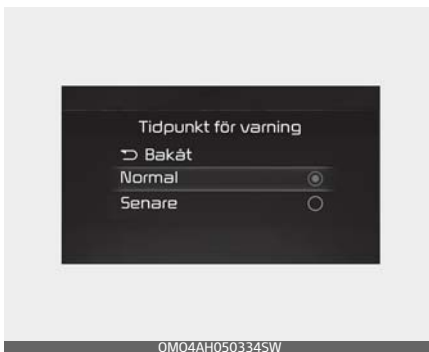 Tidpunkt för varning
Bakåt
Normal
Senare
OMO4AH050334SW